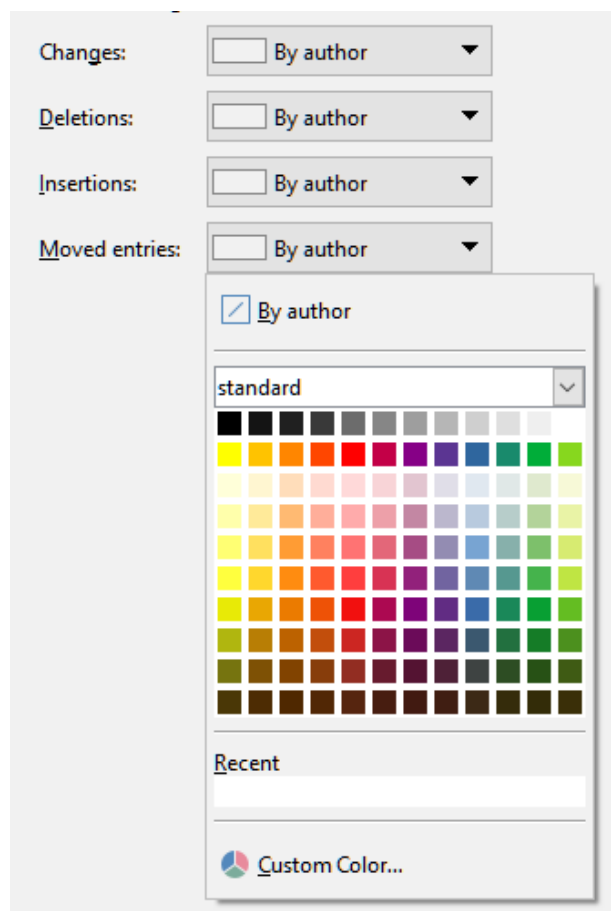 Changes: By author
Deletions: By author
Insertions: By author
Moved entries: By author
By author
standard
Recent
Custom Color...